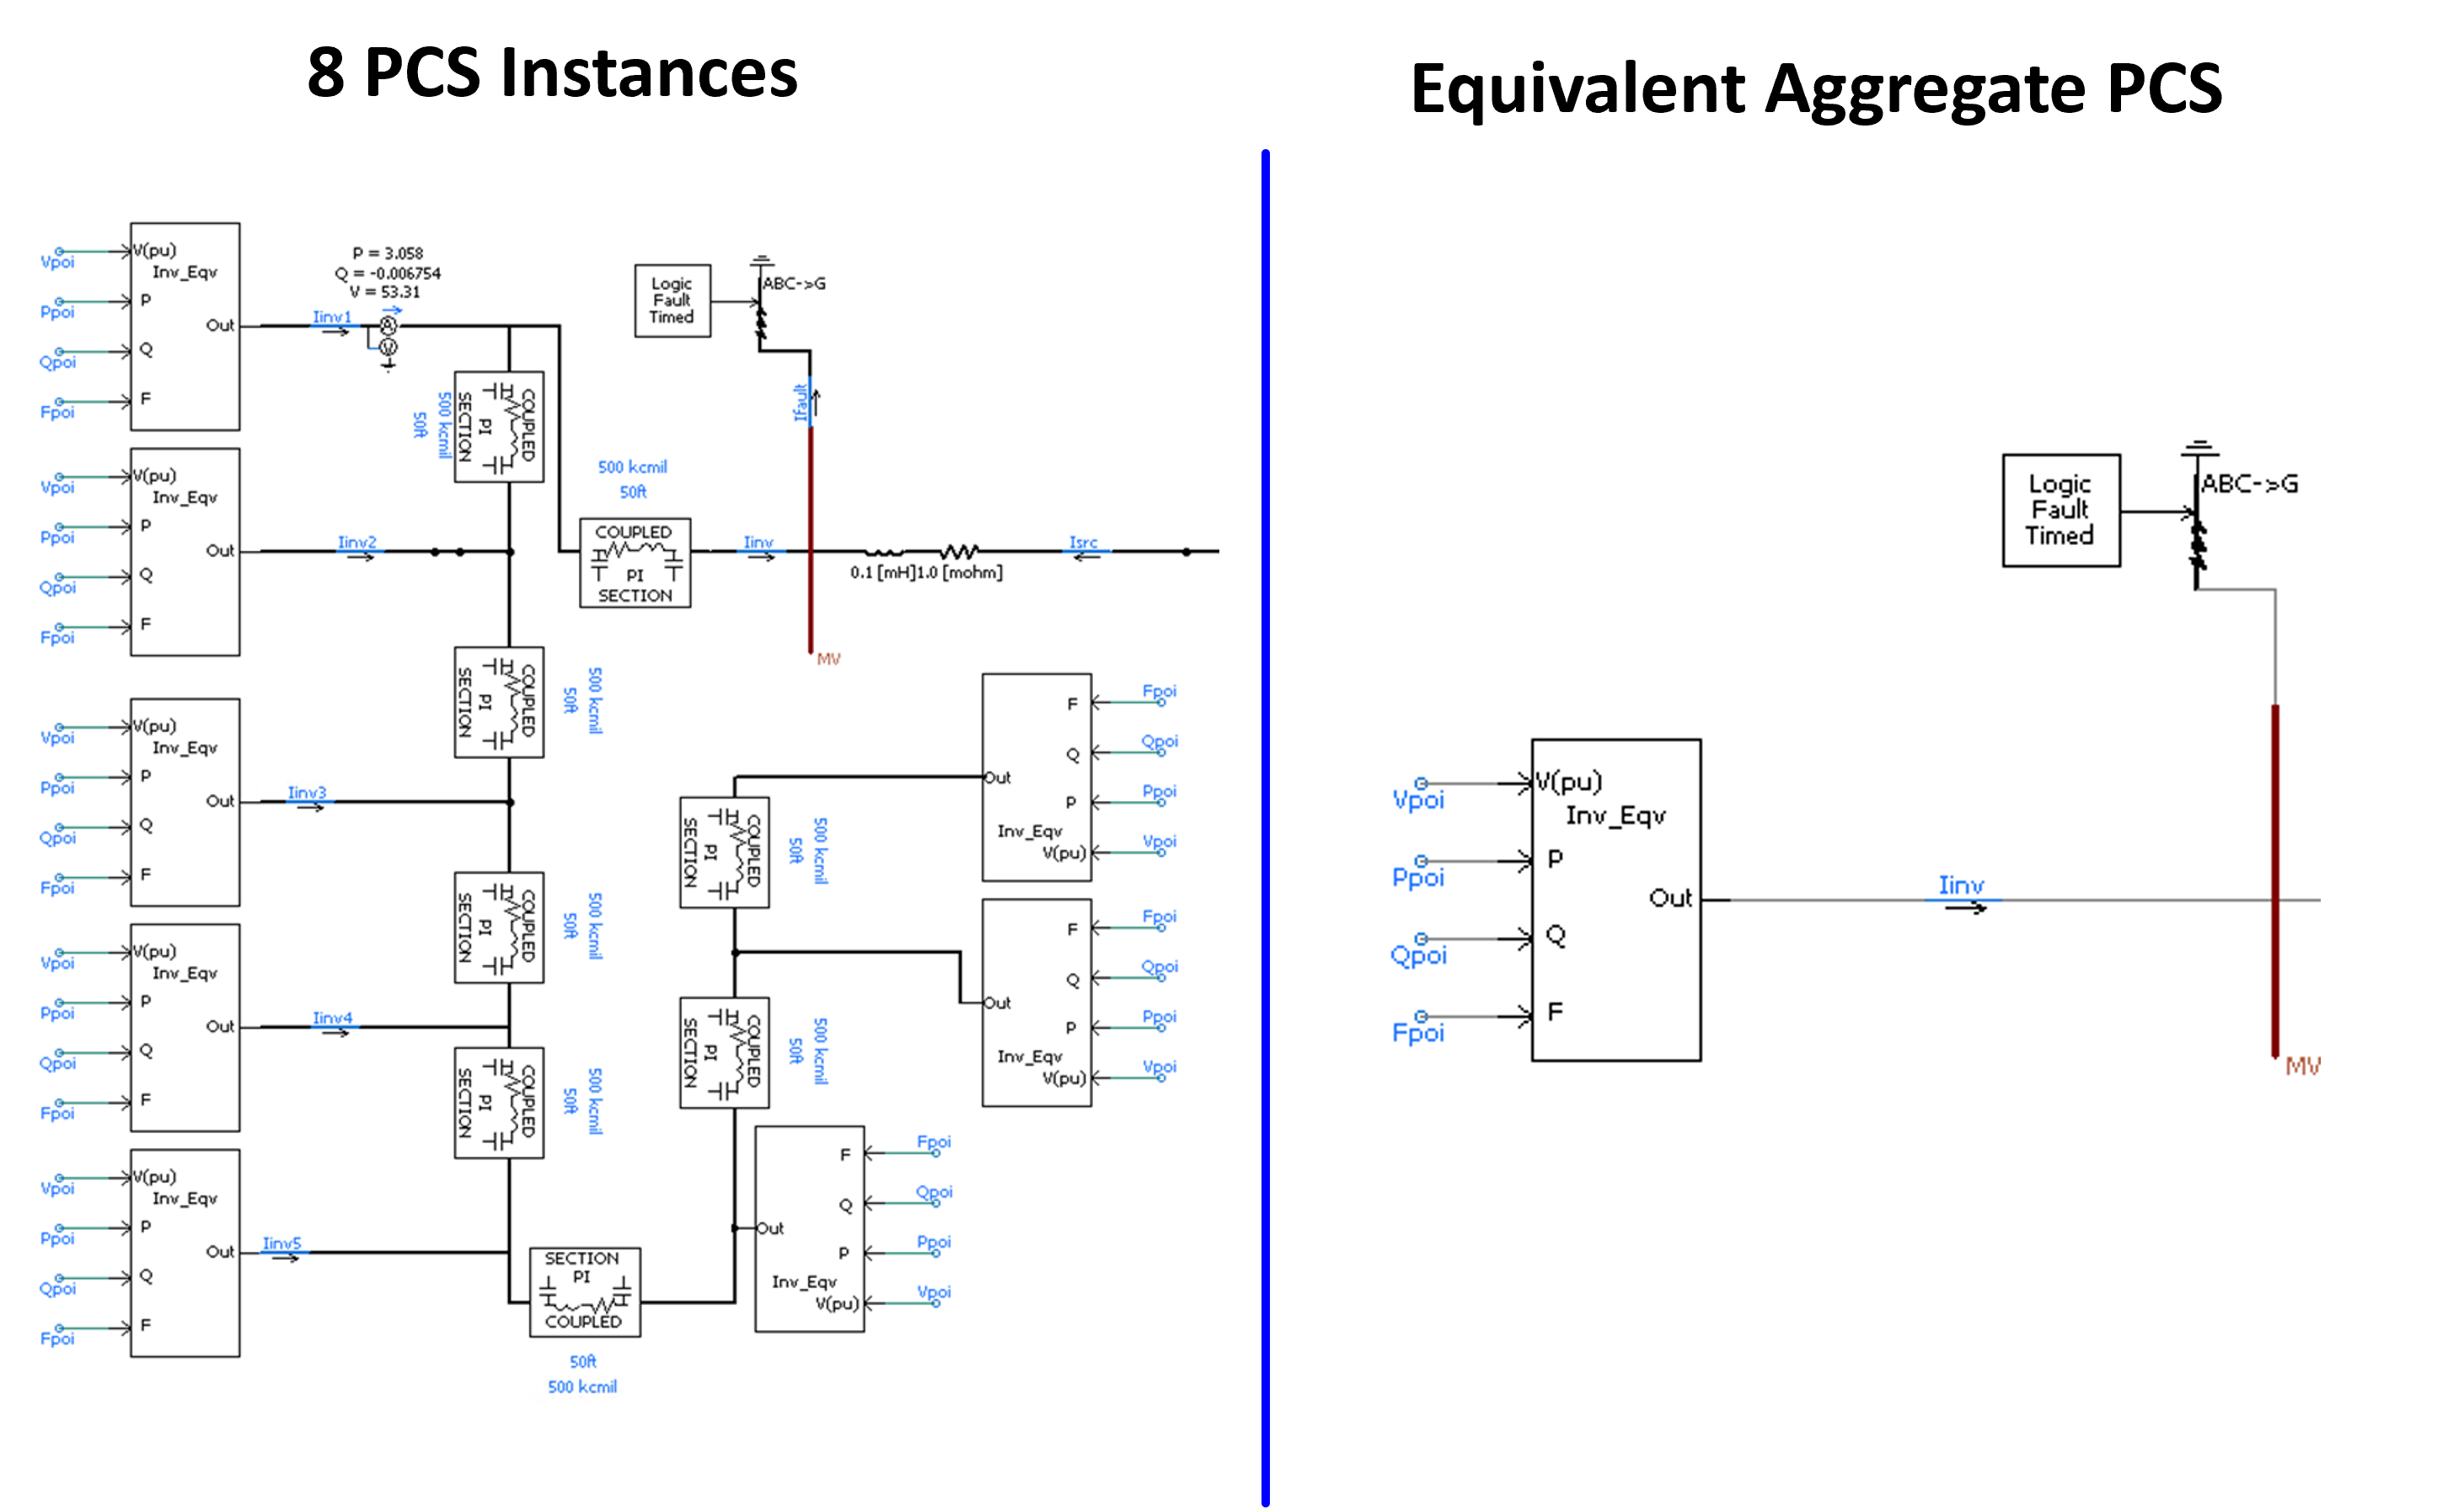 8 PCS Instances
Equivalent Aggregate PCS
Vpoi
V(pu)
Inv_Eqv
Ppoi
P
Out
Qpoi
Q
Fpoi
F
Iinv1
P = 3.058
Q = -0.006754
V = 53.31
A
V
COUPLED
PI
SECTION
500 kcmil
50ft
Logic
Fault
Timed
ABC->G
Ifault
Vpoi
V(pu)
Inv_Eqv
Ppoi
P
Out
Qpoi
Q
Fpoi
F
Iinv2
500 kcmil
50ft
COUPLED
PI
SECTION
Iinv
0.1 [mH]1.0 [mohm]
Isrc
MV
COUPLED
PI
SECTION
500 kcmil
50ft
Vpoi
V(pu)
Inv_Eqv
Ppoi
P
Out
Qpoi
Q
Fpoi
F
Iinv3
COUPLED
PI
SECTION
500 kcmil
50ft
Vpoi
V(pu)
Inv_Eqv
Ppoi
P
Out
Qpoi
Q
Fpoi
F
Iinv4
COUPLED
PI
SECTION
500 kcmil
50ft
Vpoi
V(pu)
Inv_Eqv
Ppoi
P
Out
Qpoi
Q
Fpoi
F
Iinv5
SECTION
PI
COUPLED
50ft
500 kcmil
F
Fpoi
Q
Qpoi
Out
P
Ppoi
Inv_Eqv
V(pu)
Vpoi
COUPLED
PI
SECTION
500 kcmil
50ft
F
Fpoi
Q
Qpoi
Out
P
Ppoi
Inv_Eqv
V(pu)
Vpoi
COUPLED
PI
SECTION
500 kcmil
50ft
F
Fpoi
Q
Qpoi
Out
P
Ppoi
Inv_Eqv
V(pu)
Vpoi
Logic
Fault
Timed
ABC->G
Vpoi
V(pu)
Inv_Eqv
Ppoi
P
Out
Iinv
Qpoi
Q
Fpoi
F
MV